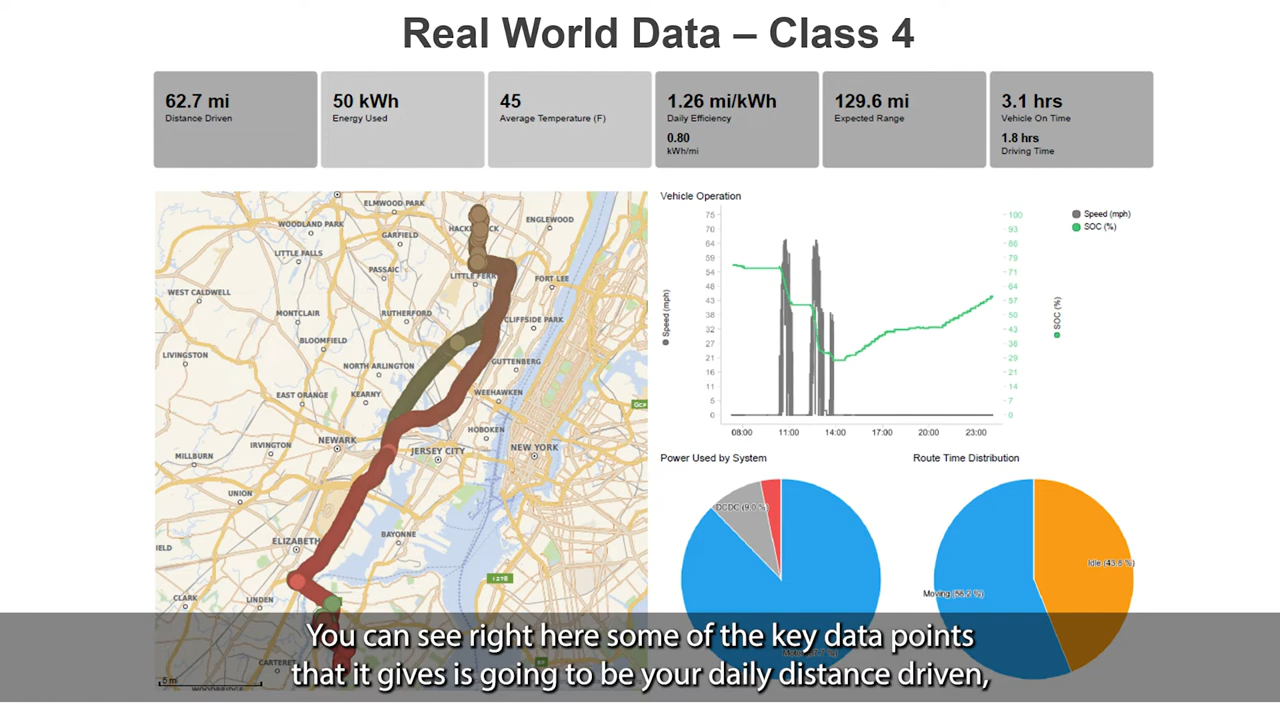 Real World Data – Class 4
62.7 mi
Distance Driven
50 kWh
Energy Used
45
Average Temperature (F)
1.26 mi/kWh
Daily Efficiency
0.80
kWh/mi
129.6 mi
Expected Range
3.1 hrs
Vehicle On Time
1.8 hrs
Driving Time
ELMWOOD PARK
WOODLAND PARK
ENGLEWOOD
GARFIELD
LITTLE FALLS
PASSAIC
FORT LEE
WEST CALDWELL
MONTCLAIR
RUTHERFORD
CLIFFSIDE PARK
BLOOMFIELD
LIVINGSTON
NORTH ARLINGTON
GUTTENBERG
EAST ORANGE
KEARNY
WEEHAWKEN
HOBOKEN
NEWARK
IRVINGTON
JERSEY CITY
NEW YORK
MILLBURN
UNION
BAYONNE
ELIZABETH
I 278
CLARK
LINDEN
CARTERET
5 m
Vehicle Operation
Speed (mph)
SOC (%)
75
70
64
59
54
48
43
38
32
27
21
16
11
5
0
100
93
86
79
71
64
57
50
43
36
29
21
14
7
0
Speed (mph)
SOC (%)
08:00 11:00 14:00 17:00 20:00 23:00
Power Used by System
DCDC (9.0 %)
Route Time Distribution
Idle (43.8 %)
Moving (56.2 %)
You can see right here some of the key data points
that it gives is going to be your daily distance driven,